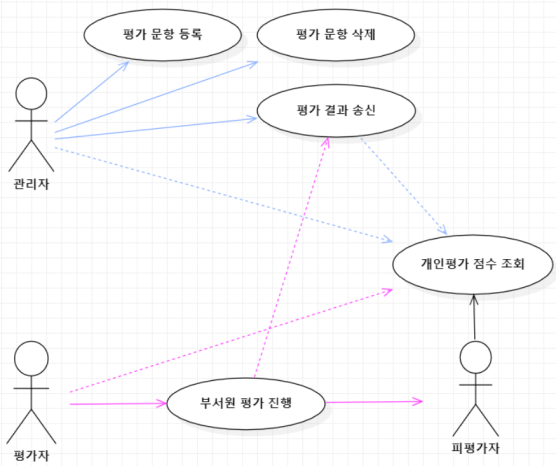 평가 문항 등록
평가 문항 삭제
평가 결과 송신
관리자
개인평가 점수 조회
부서원 평가 진행
평가자
피평가자